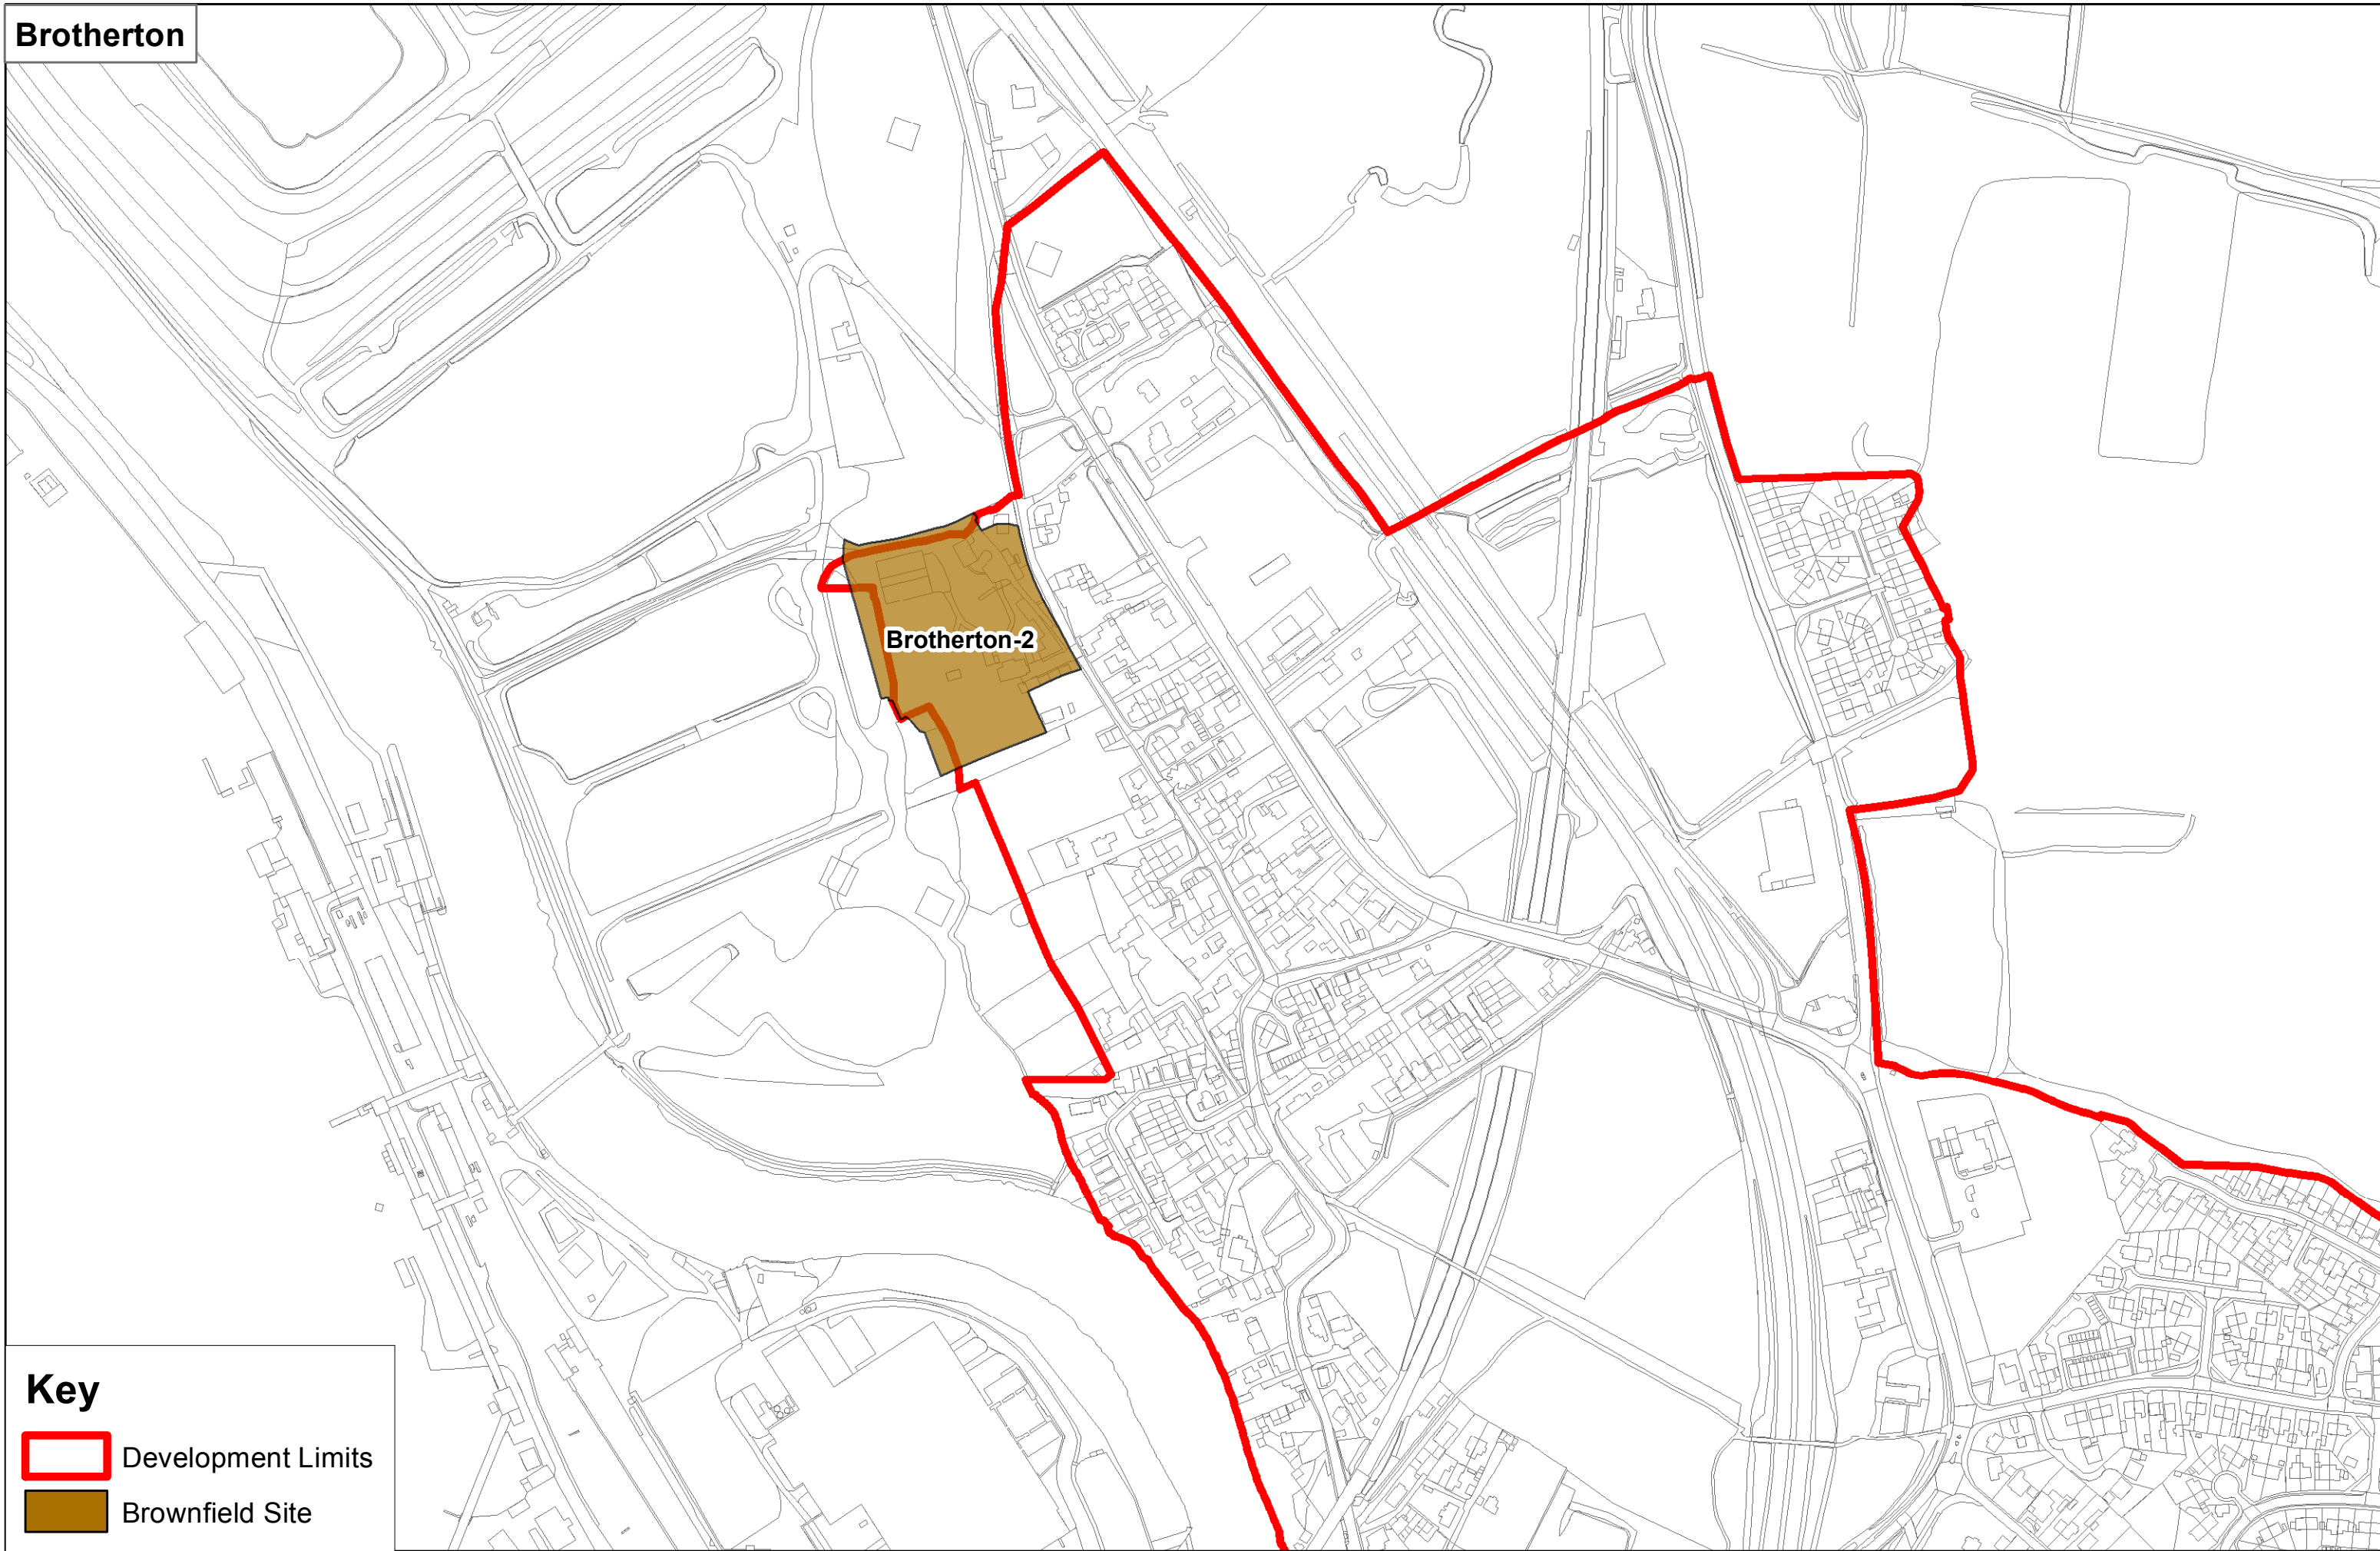 Brotherton
Brotherton-2
Key
Development Limits
Brownfield Site